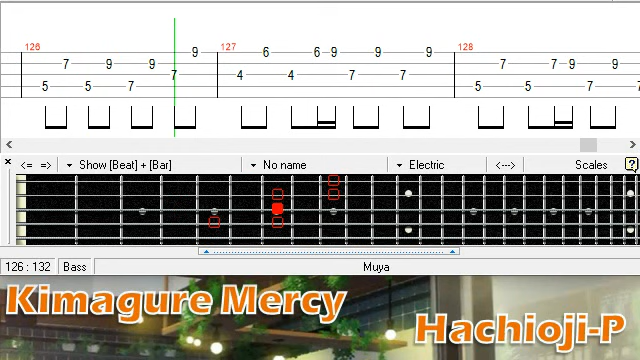 126 127 128
9 6 6 9 9 9
7 9 9 7 7 9 9
7 4 4 7 7
5 5 7 5 7 7
<= => Show [Beat] + [Bar] No name Electric <---> Scales ?
126 : 132 Bass Muya
Kimagure Mercy
Hachioji-P